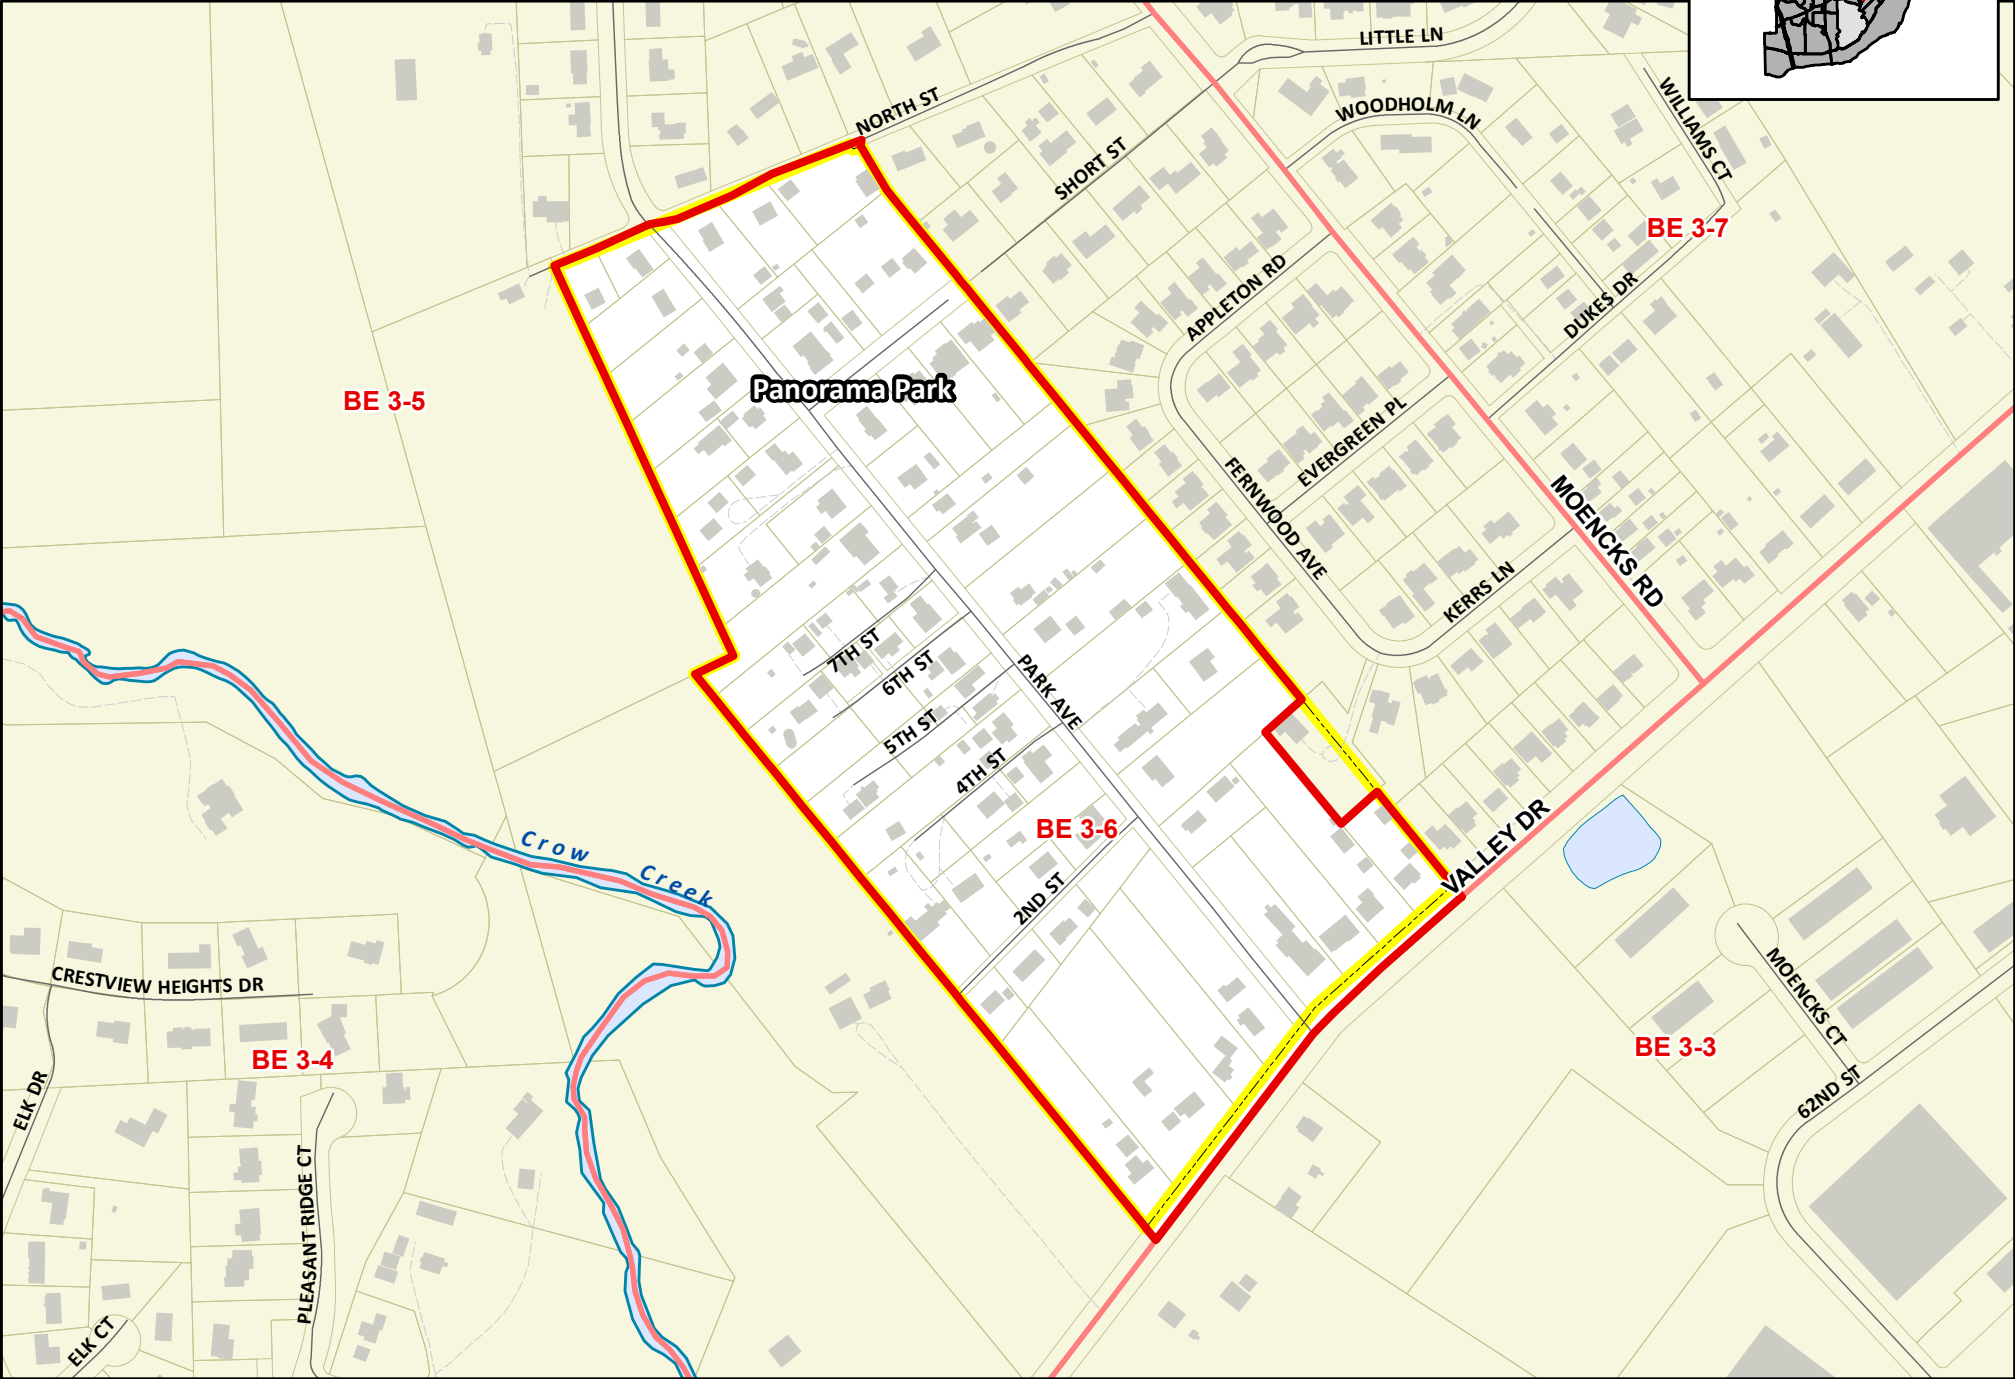 LITTLE LN
NORTH ST
WOODHOLM LN
WILLIAMS CT
SHORT ST
BE 3-7
APPLETON RD
DUKES DR
Panorama Park
BE 3-5
EVERGREEN PL
FERNWOOD AVE
MOENCKS RD
KERRS LN
7TH ST
6TH ST
PARK AVE
5TH ST
4TH ST
BE 3-6
VALLEY DR
Crow Creek
2ND ST
CRESTVIEW HEIGHTS DR
MOENCKS CT
BE 3-4
BE 3-3
ELK DR
62ND ST
PLEASANT RIDGE CT
ELK CT